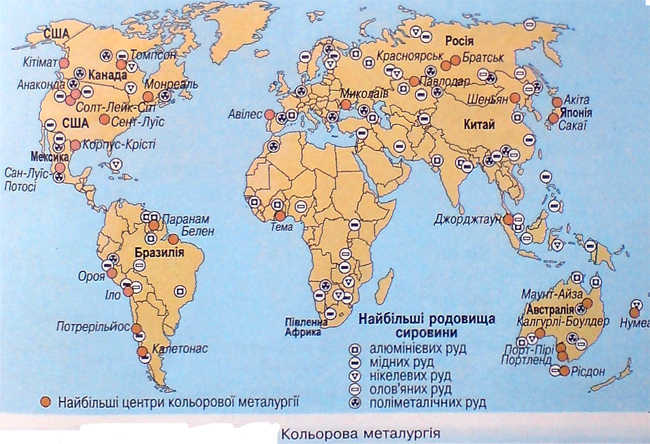 США
Кітімат
Томпсон
Канада
Анаконда
Монреаль
Солт-Лейк-Сіті
США
Сент-Луїс
Корпус-Крісті
Мексика
Сан-Луїс-
Потосі
Росія
Красноярськ
Братськ
Павлодар
Миколаїв
Авілес
Шеньян
Акіта
Японія
Сакаї
Китай
Джорджтаун
Тема
Паранам
Белен
Бразилія
Ороя
Іло
Потрерільйос
Калетонас
Південна
Африка
Маунт-Айза
Австралія
Калгурлі-Боулдер
Нумеа
Порт-Пірі
Портленд
Рісдон
Найбільші родовища
сировини
алюмінієвих руд
мідних руд
нікелевих руд
олов'яних руд
поліметалічних руд
Найбільші центри кольорової металургії
Кольорова металургія